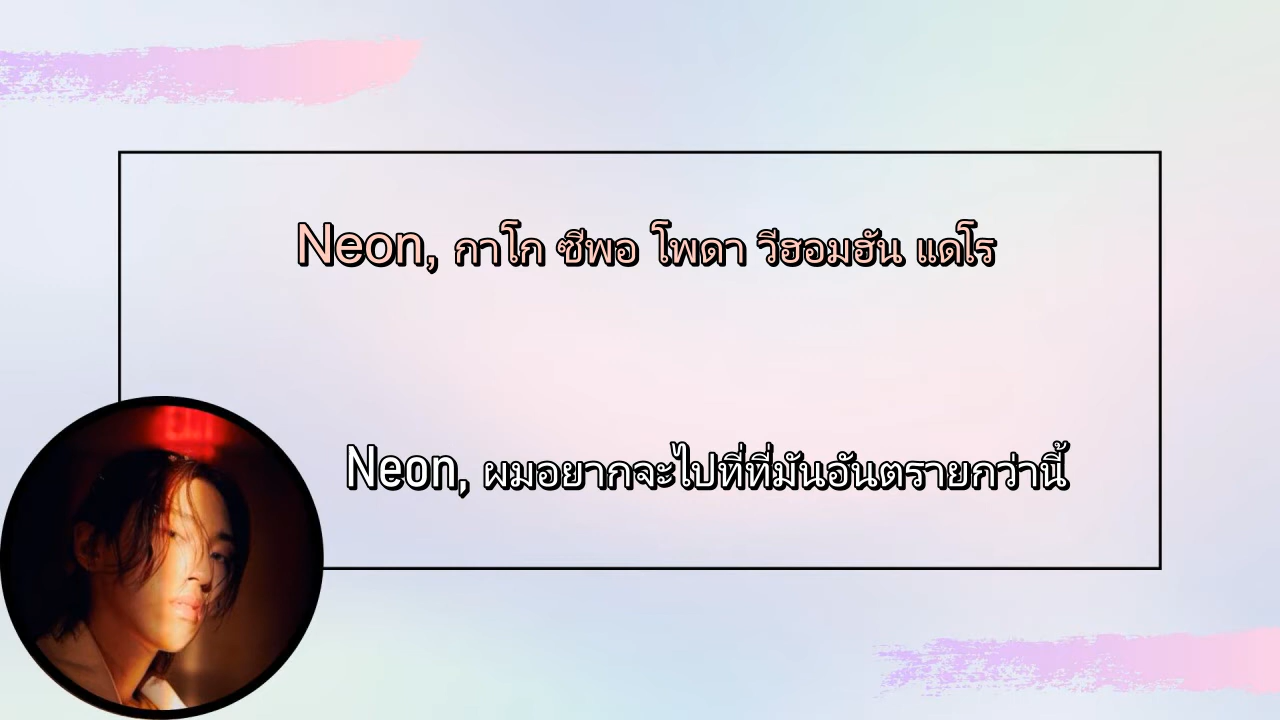 Neon, กาโก ซีพอ โพดา วีฮอมฮัน แดโร
Neon, ผมอยากจะไปที่ที่มันอันตรายกว่านี้